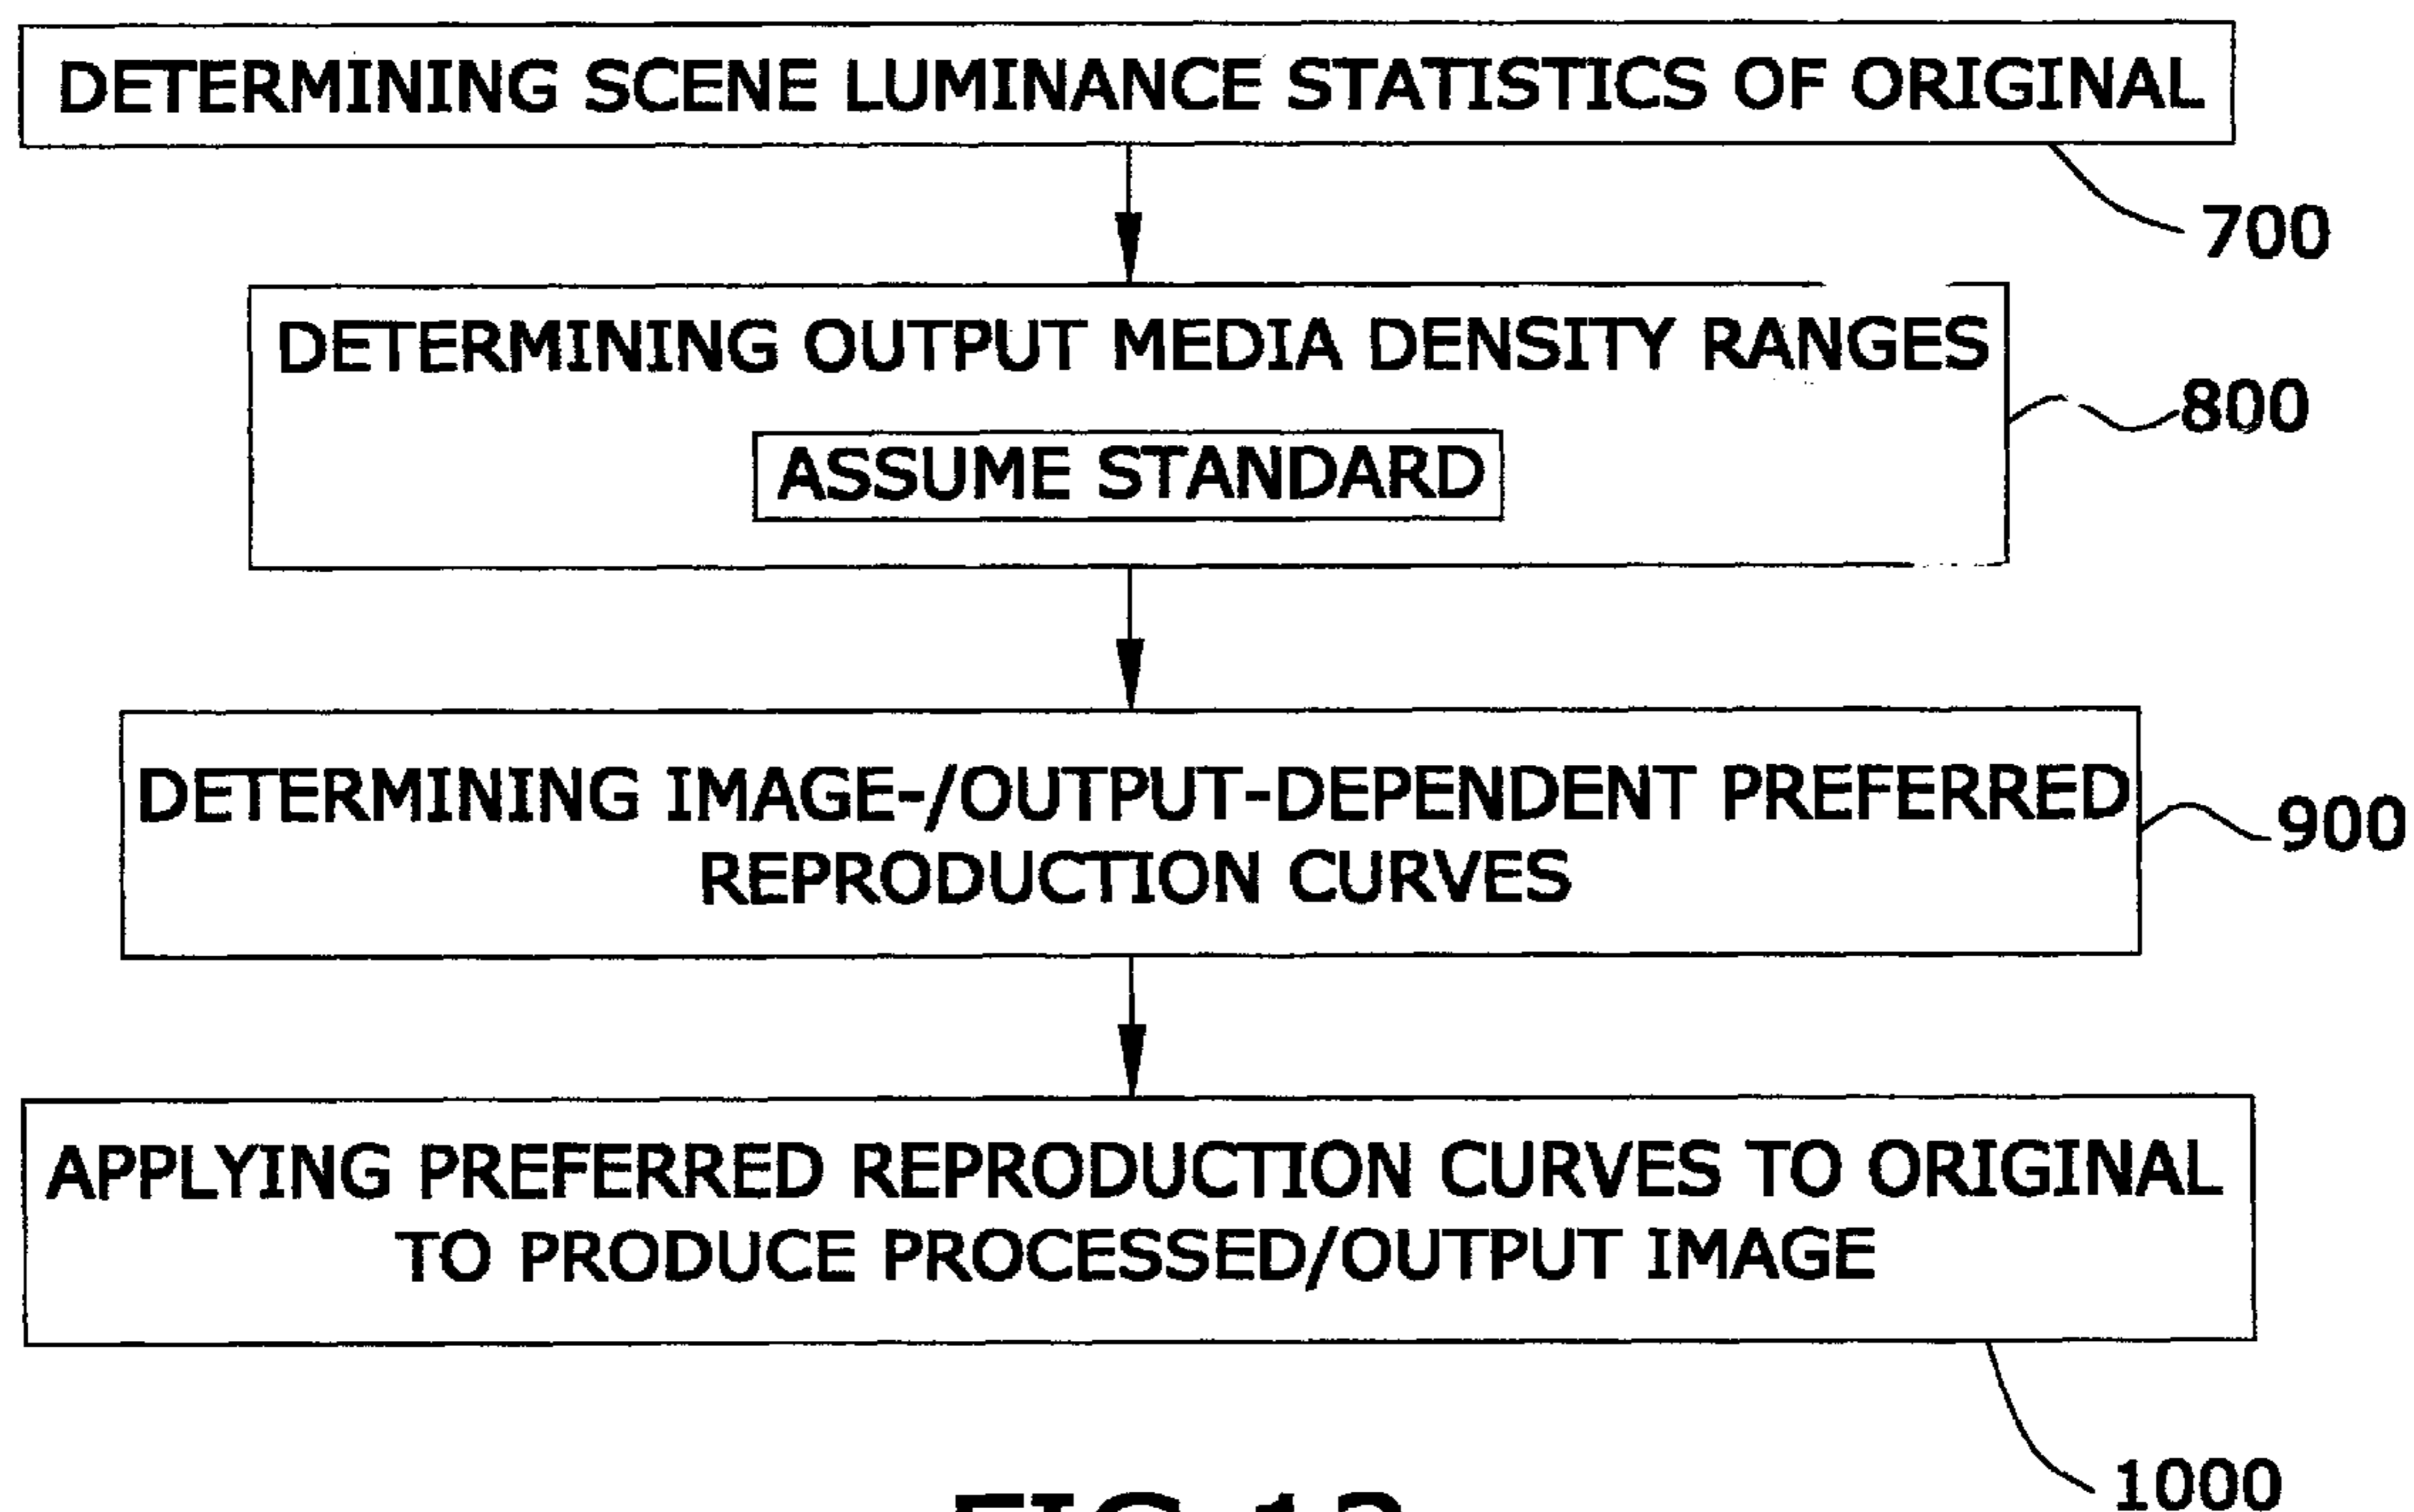 DETERMINING SCENE LUMINANCE STATISTICS OF ORIGINAL
700
DETERMINING OUTPUT MEDIA DENSITY RANGES
800
ASSUME STANDARD
DETERMINING IMAGE-/OUTPUT-DEPENDENT PREFERRED
REPRODUCTION CURVES
900
APPLYING PREFERRED REPRODUCTION CURVES TO ORIGINAL
TO PRODUCE PROCESSED/OUTPUT IMAGE
1000